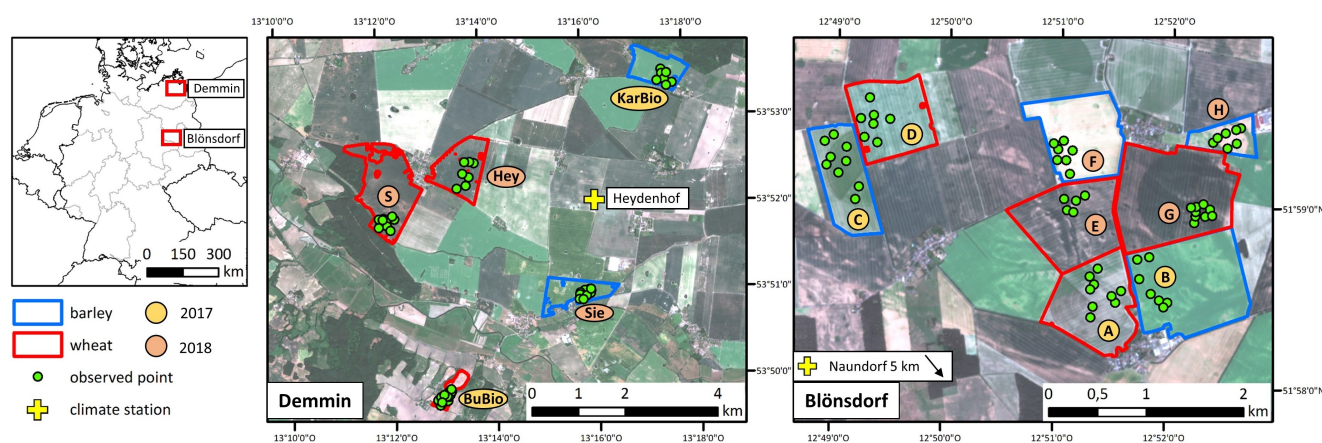 Demmin
Blönsdorf
0 150 300
km
barley
wheat
2017
2018
observed point
climate station
13°10'0"O 13°12'0"O 13°14'0"O 13°16'0"O 13°18'0"O
KarBio
Hey
S
Heydenhof
Sie
BuBio
Demmin
0 1 2 4
km
13°10'0"O 13°12'0"O 13°14'0"O 13°16'0"O 13°18'0"O
53°53'0"N
53°52'0"N
53°51'0"N
53°50'0"N
12°49'0"O 12°50'0"O 12°51'0"O 12°52'0"O
H
D
F
C
E
G
B
A
Naundorf 5 km
Blönsdorf
0 0,5 1 2
km
12°49'0"O 12°50'0"O 12°51'0"O 12°52'0"O
51°59'0"N
51°58'0"N